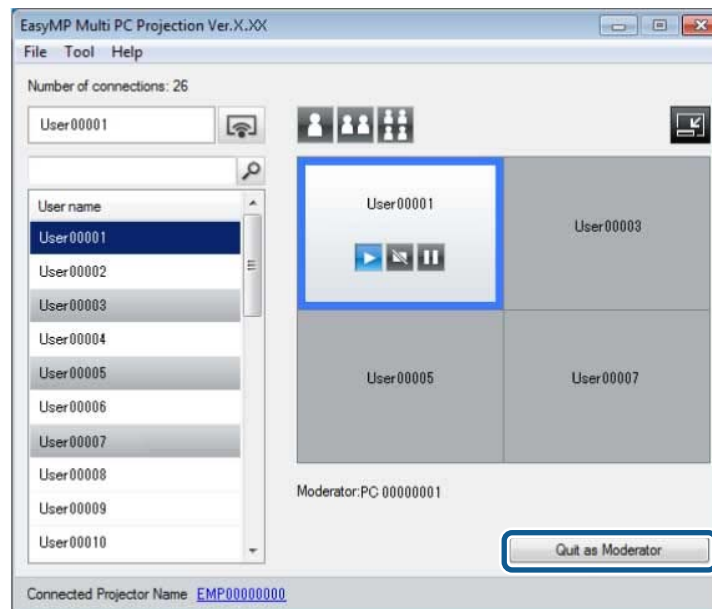 EasyMP Multi PC Projection Ver.X.XX
File Tool Help
Number of connections: 26
User00001
User name
User00001
User00002
User00003
User00004
User00005
User00006
User00007
User00008
User00009
User00010
User00001
User00003
User00005
User00007
Moderator:PC 00000001
Quit as Moderator
Connected Projector Name EMP00000000